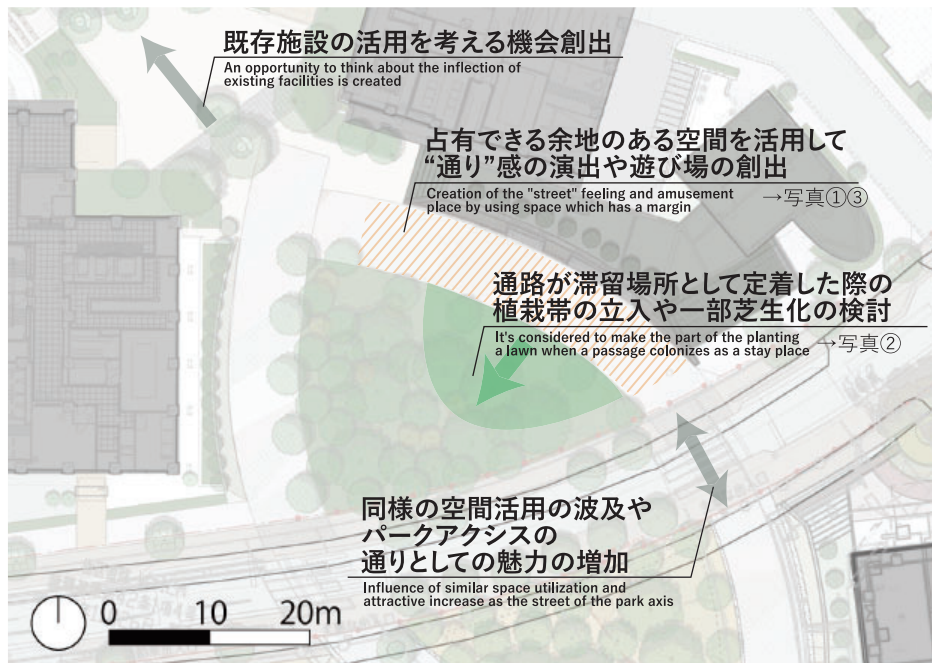 既存施設の活用を考える機会創出
An opportunity to think about the inflection of
existing facilities is created
占有できる余地のある空間を活用して
“通り”感の演出や遊び場の創出
Creation of the "street" feeling and amusement
place by using space which has a margin
→写真①③
通路が滞留場所として定着した際の
植栽帯の立入や一部芝生化の検討
It's considered to make the part of the planting
a lawn when a passage colonizes as a stay place
→写真②
同様の空間活用の波及や
パークアクシスの
通りとしての魅力の増加
Influence of similar space utilization and
attractive increase as the street of the park axis
0 10 20m